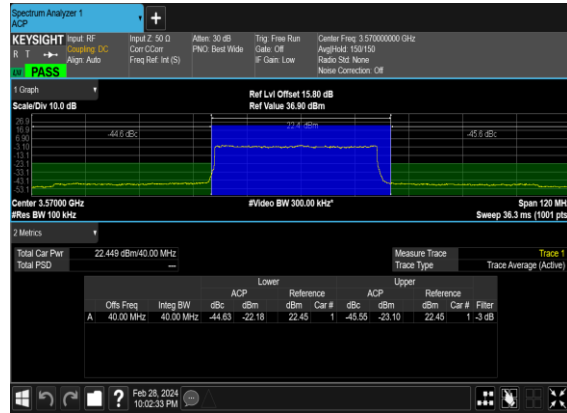 Spectrum Analyzer 1
ACP
KEYSIGHT Input: RF Input Z: 50 Ω Atten: 30 dB Trig: Free Run Center Freq: 3.570000000 GHz
R T Coupling: DC Corr CCorr PNO: Best Wide Gate: Off Avg|Hold: 150/150
Align: Auto Freq Ref: Int (S) IF Gain: Low Radio Std: None
LW PASS Noise Correction: Off
1 Graph Ref Lvl Offset 15.80 dB
Scale/Div 10.0 dB Ref Value 36.90 dBm
26.9
16.9 22.4 dBm
6.90 -44.6 dBc -45.6 dBc
-3.10
-13.1
-23.1
-33.1
-43.1
-53.1
Center 3.57000 GHz #Video BW 300.00 kHz* Span 120 MH
#Res BW 100 kHz Sweep 36.3 ms (1001 pts
2 Metrics
Total Car Pwr 22.449 dBm/40.00 MHz Measure Trace Trace 1
Total PSD --- Trace Type Trace Average (Active)
Lower Upper
ACP Reference ACP Reference
Offs Freq Integ BW dBc dBm dBm Car # dBc dBm dBm Car # Filter
A 40.00 MHz 40.00 MHz -44.63 -22.18 22.45 1 -45.55 -23.10 22.45 1 -3 dB
Feb 28, 2024
10:02:33 PM